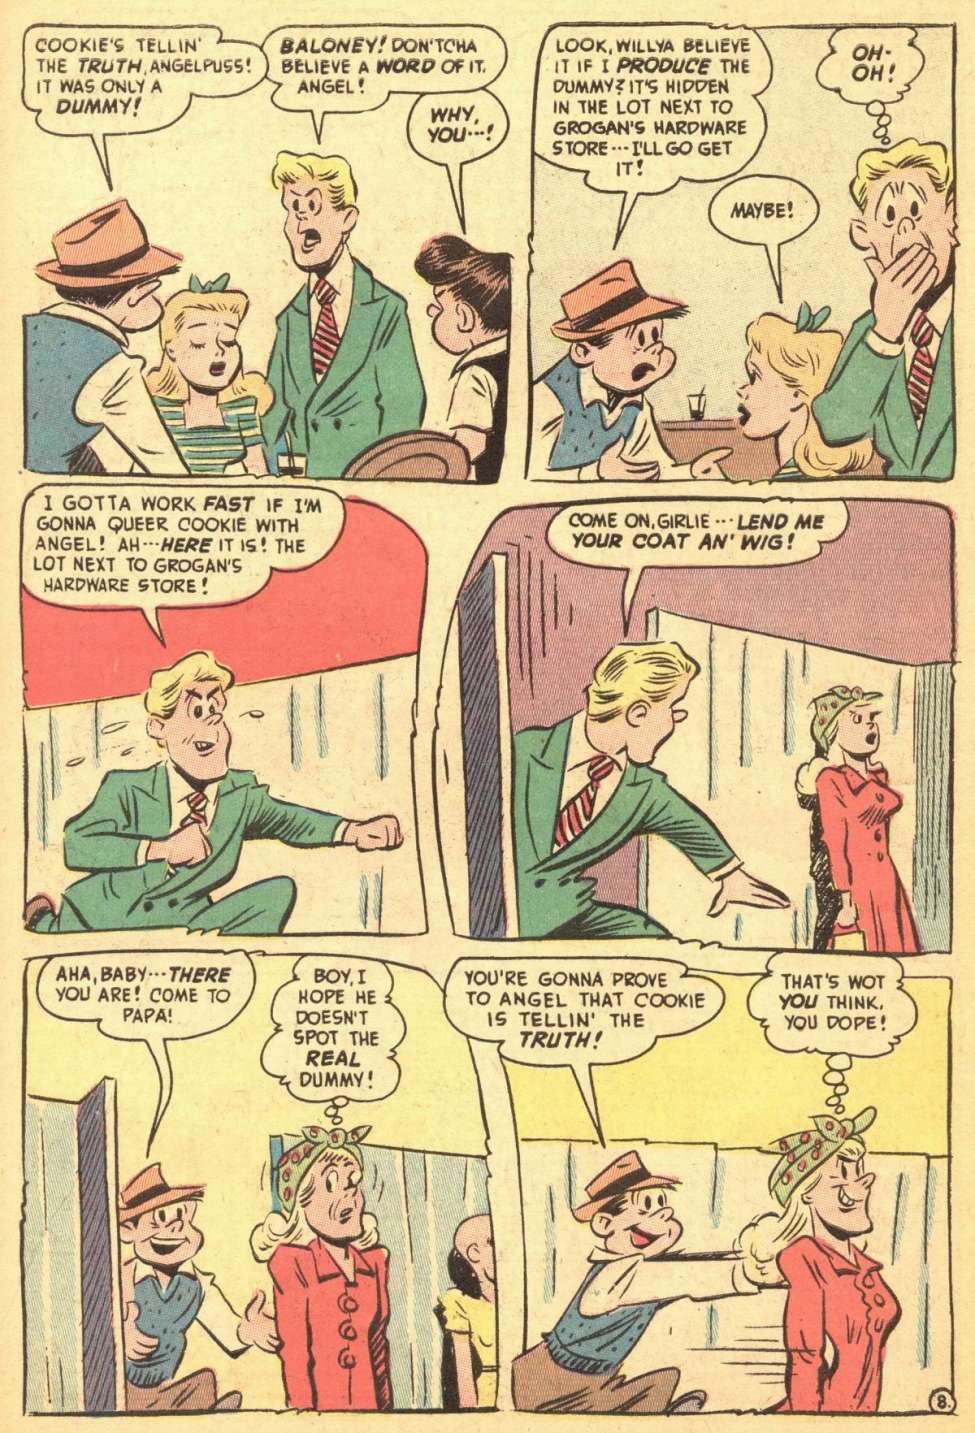 COOKIE'S TELLIN'
THE TRUTH, ANGELPUSS!
IT WAS ONLY A
DUMMY!
BALONEY! DON'TCHA
BELIEVE A WORD OF IT,
ANGEL!
WHY,
YOU---!
LOOK, WILLYA BELIEVE
IT IF I PRODUCE THE
DUMMY? IT'S HIDDEN
IN THE LOT NEXT TO
GROGAN'S HARDWARE
STORE---I'LL GO GET
IT!
MAYBE!
OH-
OH!
I GOTTA WORK FAST IF I'M
GONNA QUEER COOKIE WITH
ANGEL! AH---HERE IT IS! THE
LOT NEXT TO GROGAN'S
HARDWARE STORE!
COME ON, GIRLIE---LEND ME
YOUR COAT AN' WIG!
AHA, BABY---THERE
YOU ARE! COME TO
PAPA!
BOY, I
HOPE HE
DOESN'T
SPOT THE
REAL
DUMMY!
YOU'RE GONNA PROVE
TO ANGEL THAT COOKIE
IS TELLIN' THE
TRUTH!
THAT'S WOT
YOU THINK,
YOU DOPE!
8.